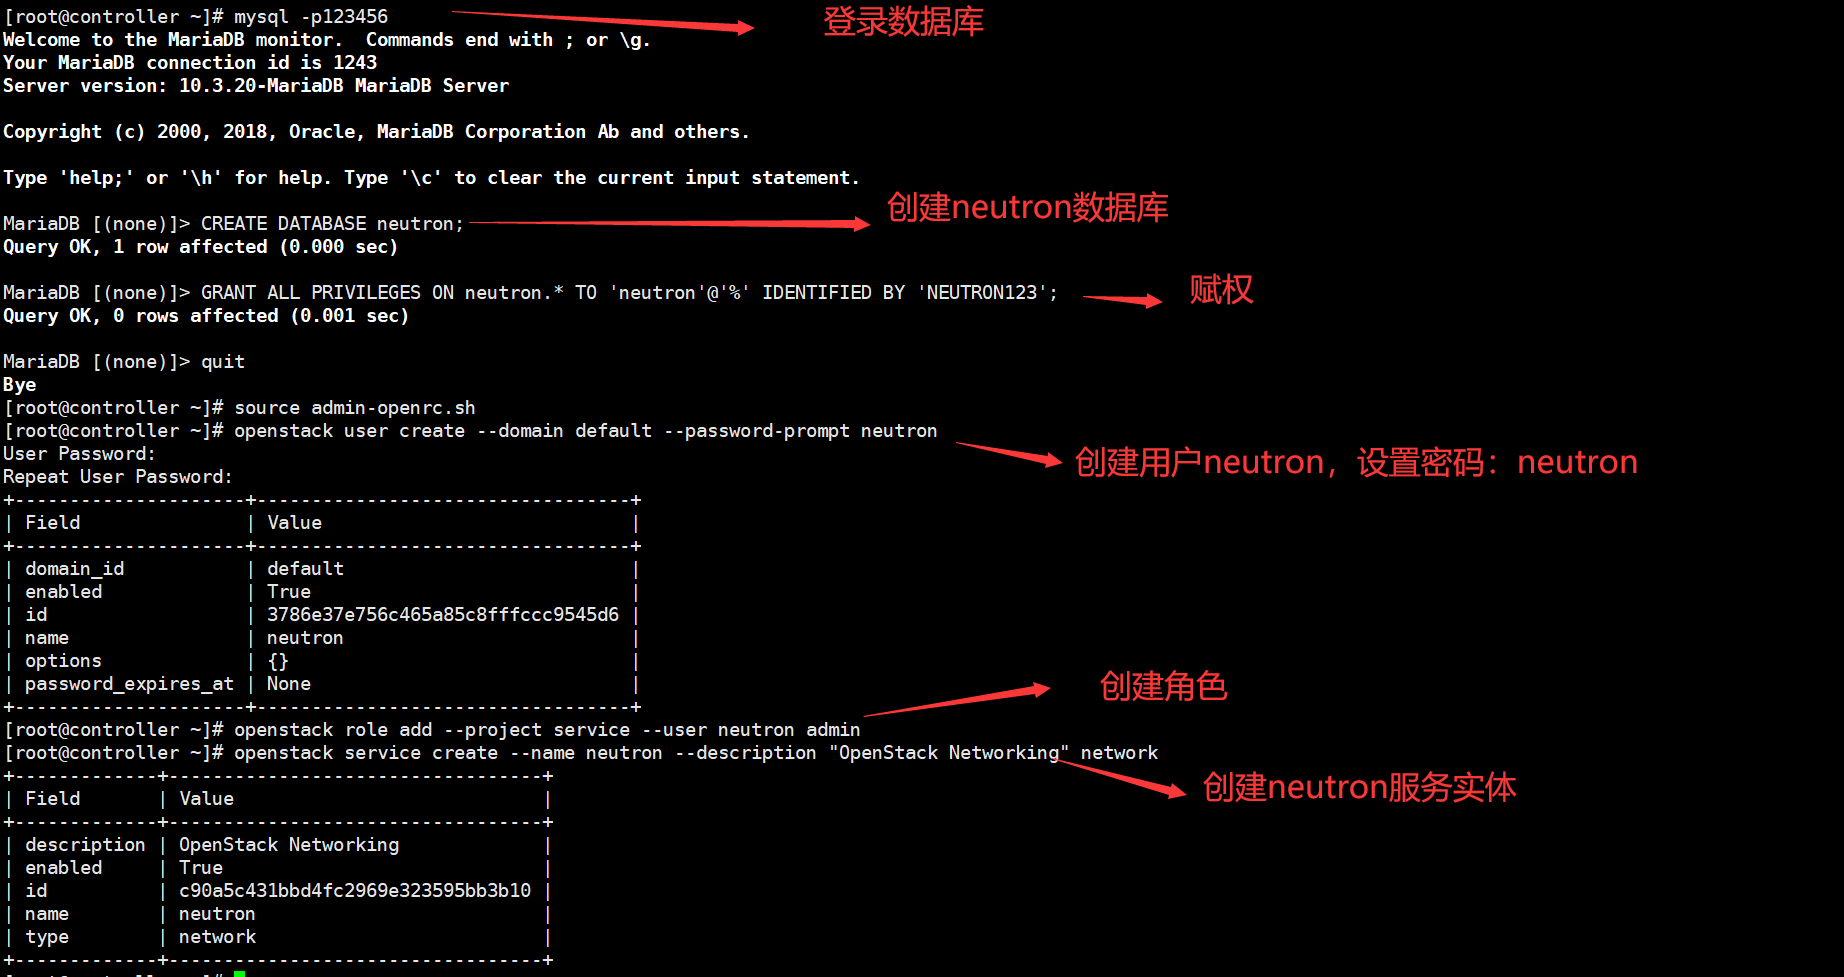 [root@controller ~]# mysql -p123456
登录数据库
Welcome to the MariaDB monitor.  Commands end with ; or \g.
Your MariaDB connection id is 1243
Server version: 10.3.20-MariaDB MariaDB Server
Copyright (c) 2000, 2018, Oracle, MariaDB Corporation Ab and others.
Type 'help;' or '\h' for help. Type '\c' to clear the current input statement.
创建neutron数据库
MariaDB [(none)]> CREATE DATABASE neutron;
Query OK, 1 row affected (0.000 sec)
MariaDB [(none)]> GRANT ALL PRIVILEGES ON neutron.* TO 'neutron'@'%' IDENTIFIED BY 'NEUTRON123';
赋权
Query OK, 0 rows affected (0.001 sec)
MariaDB [(none)]> quit
Bye
[root@controller ~]# source admin-openrc.sh
[root@controller ~]# openstack user create --domain default --password-prompt neutron
User Password:
创建用户neutron，设置密码：neutron
Repeat User Password:
+---------------------+----------------------------------+
| Field               | Value                            |
+---------------------+----------------------------------+
| domain_id           | default                          |
| enabled             | True                             |
| id                  | 3786e37e756c465a85c8fffccc9545d6 |
| name                | neutron                          |
| options             | {}                               |
| password_expires_at | None                             |
+---------------------+----------------------------------+
创建角色
[root@controller ~]# openstack role add --project service --user neutron admin
[root@controller ~]# openstack service create --name neutron --description "OpenStack Networking" network
+-------------+----------------------------------+
| Field       | Value                            |
创建neutron服务实体
+-------------+----------------------------------+
| description | OpenStack Networking             |
| enabled     | True                             |
| id          | c90a5c431bbd4fc2969e323595bb3b10 |
| name        | neutron                          |
| type        | network                          |
+-------------+----------------------------------+